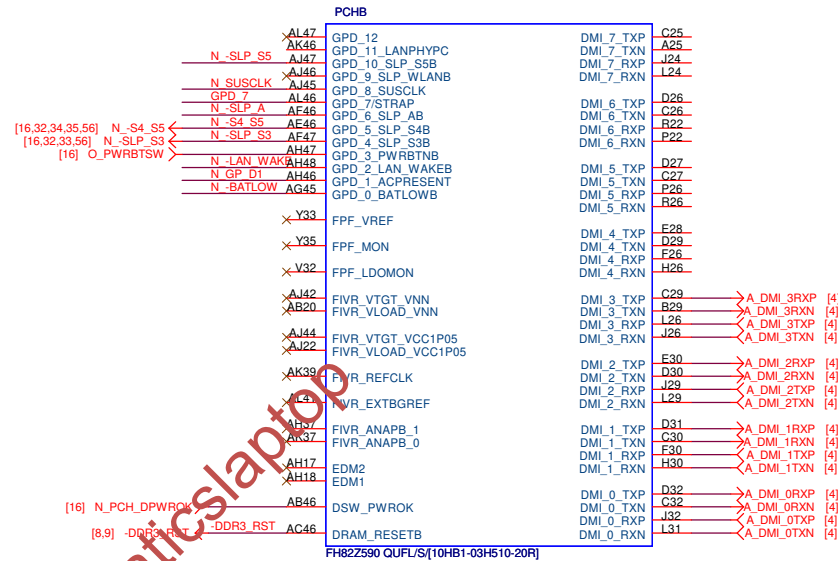 PCHB
AL47 GPD_12 DMI_7_TXP C25
AK46 GPD_11_LANPHYPC DMI_7_TXN A25
N_-SLP_S5 AJ47 GPD_10_SLP_S5B DMI_7_RXP J24
AJ46 GPD_9_SLP_WLANB DMI_7_RXN L24
N_SUSCLK AJ45 GPD_8_SUSCLK
GPD_7 AL46 GPD_7/STRAP DMI_6_TXP D26
N_-SLP_A AF46 GPD_6_SLP_AB DMI_6_TXN C26
[16,32,34,35,56] N_-S4_S5 N_-S4_S5 AE46 GPD_5_SLP_S4B DMI_6_RXP R22
[16,32,33,56] N_-SLP_S3 N_-SLP_S3 AF47 GPD_4_SLP_S3B DMI_6_RXN P22
[16] O_PWRBTSW AH47 GPD_3_PWRBTNB
N_-LAN_WAKE AH48 GPD_2_LAN_WAKEB DMI_5_TXP D27
N_GP_D1 AH46 GPD_1_ACPRESENT DMI_5_TXN C27
N_-BATLOW AG45 GPD_0_BATLOWB DMI_5_RXP P26
DMI_5_RXN R26
Y33 FPF_VREF
DMI_4_TXP E28
Y35 FPF_MON DMI_4_TXN D29
DMI_4_RXP F26
V32 FPF_LDOMON DMI_4_RXN H26
AJ42 FIVR_VTGT_VNN DMI_3_TXP C29 A_DMI_3RXP [4]
AB20 FIVR_VLOAD_VNN DMI_3_TXN B29 A_DMI_3RXN [4]
DMI_3_RXP L26 A_DMI_3TXP [4]
AJ44 FIVR_VTGT_VCC1P05 DMI_3_RXN J26 A_DMI_3TXN [4]
AJ22 FIVR_VLOAD_VCC1P05
DMI_2_TXP E30 A_DMI_2RXP [4]
AK39 FIVR_REFCLK DMI_2_TXN D30 A_DMI_2RXN [4]
DMI_2_RXP J29 A_DMI_2TXP [4]
AL41 FIVR_EXTBGREF DMI_2_RXN L29 A_DMI_2TXN [4]
AH37 FIVR_ANAPB_1 DMI_1_TXP D31 A_DMI_1RXP [4]
AK37 FIVR_ANAPB_0 DMI_1_TXN C30 A_DMI_1RXN [4]
DMI_1_RXP F30 A_DMI_1TXP [4]
AH17 EDM2 DMI_1_RXN H30 A_DMI_1TXN [4]
AH18 EDM1
DMI_0_TXP D32 A_DMI_0RXP [4]
[16] N_PCH_DPWROK AB46 DSW_PWROK DMI_0_TXN C32 A_DMI_0RXN [4]
DMI_0_RXP J32 A_DMI_0TXP [4]
[8,9] -DDR3_RST -DDR3_RST AC46 DRAM_RESETB DMI_0_RXN L31 A_DMI_0TXN [4]
FH82Z590 QUFL/S/[10HB1-03H510-20R]